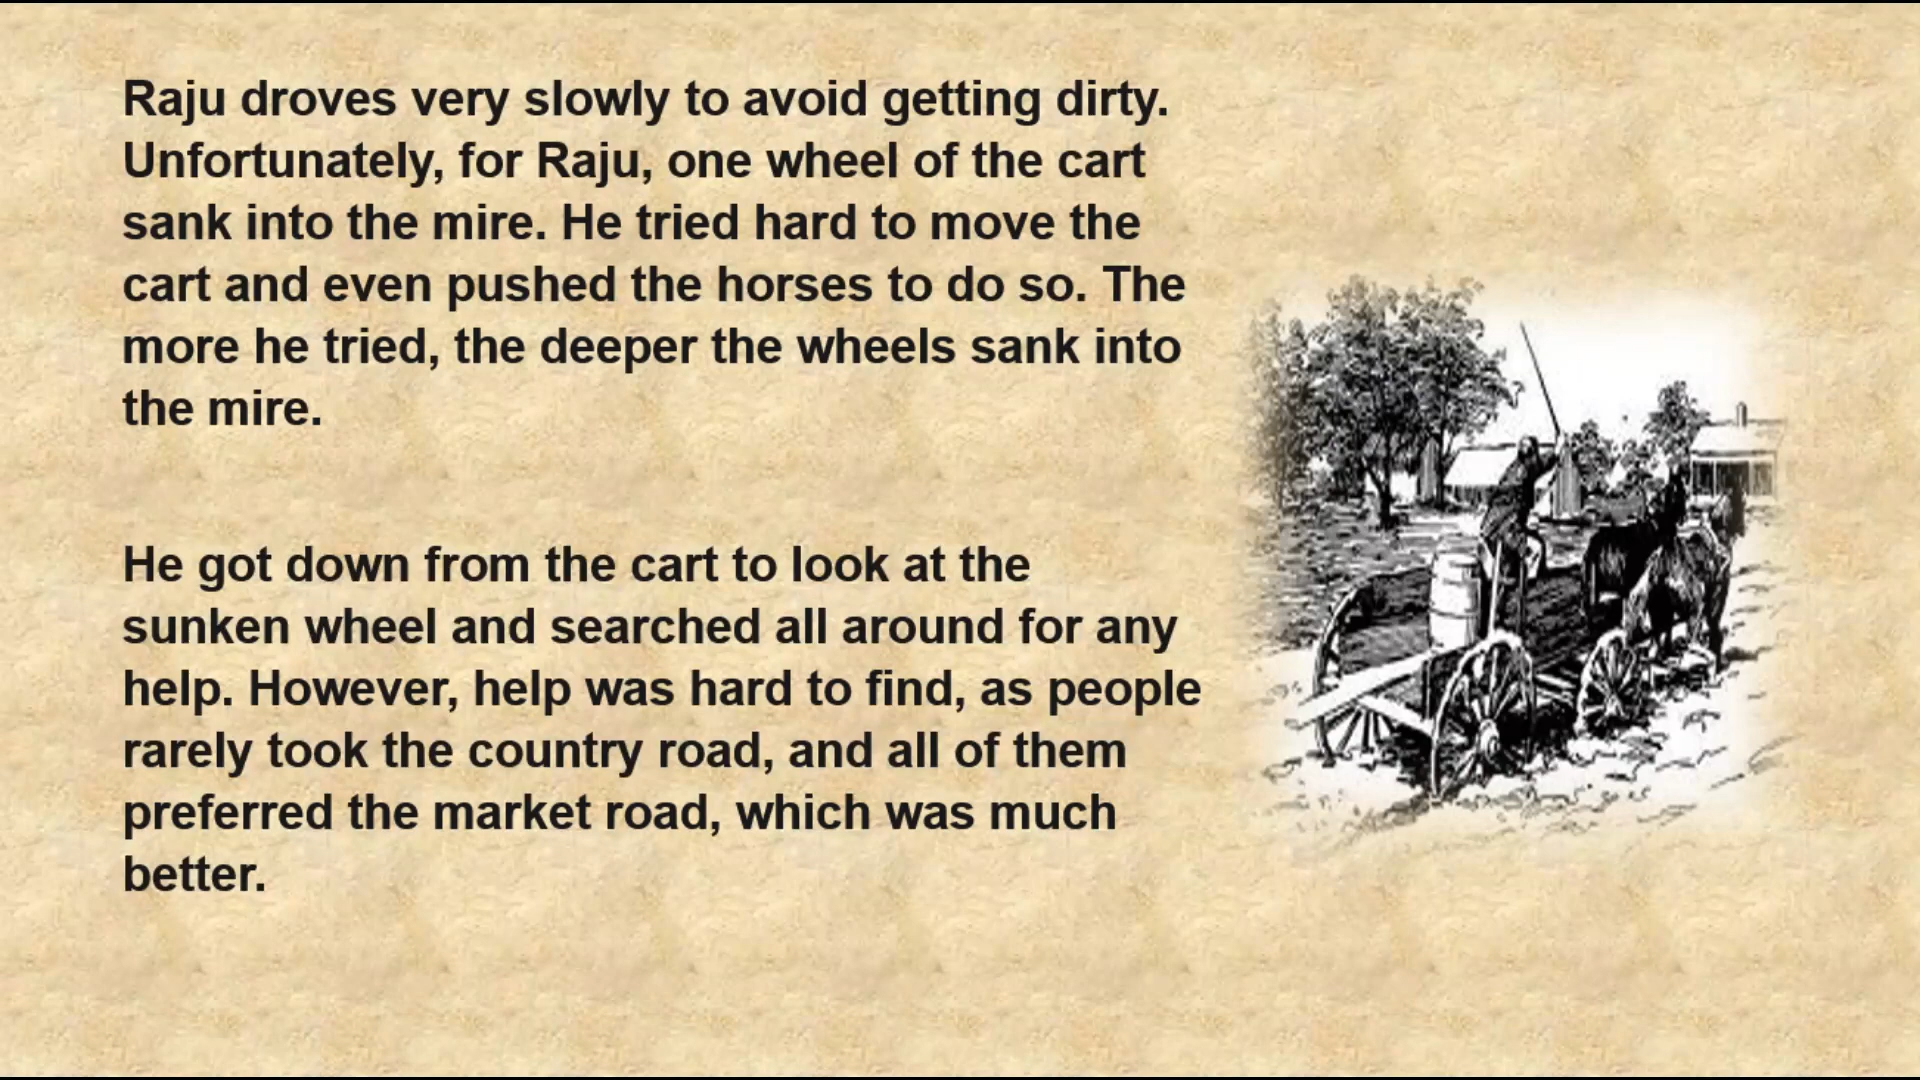 Raju droves very slowly to avoid getting dirty.
Unfortunately, for Raju, one wheel of the cart
sank into the mire. He tried hard to move the
cart and even pushed the horses to do so. The
more he tried, the deeper the wheels sank into
the mire.
He got down from the cart to look at the
sunken wheel and searched all around for any
help. However, help was hard to find, as people
rarely took the country road, and all of them
preferred the market road, which was much
better.